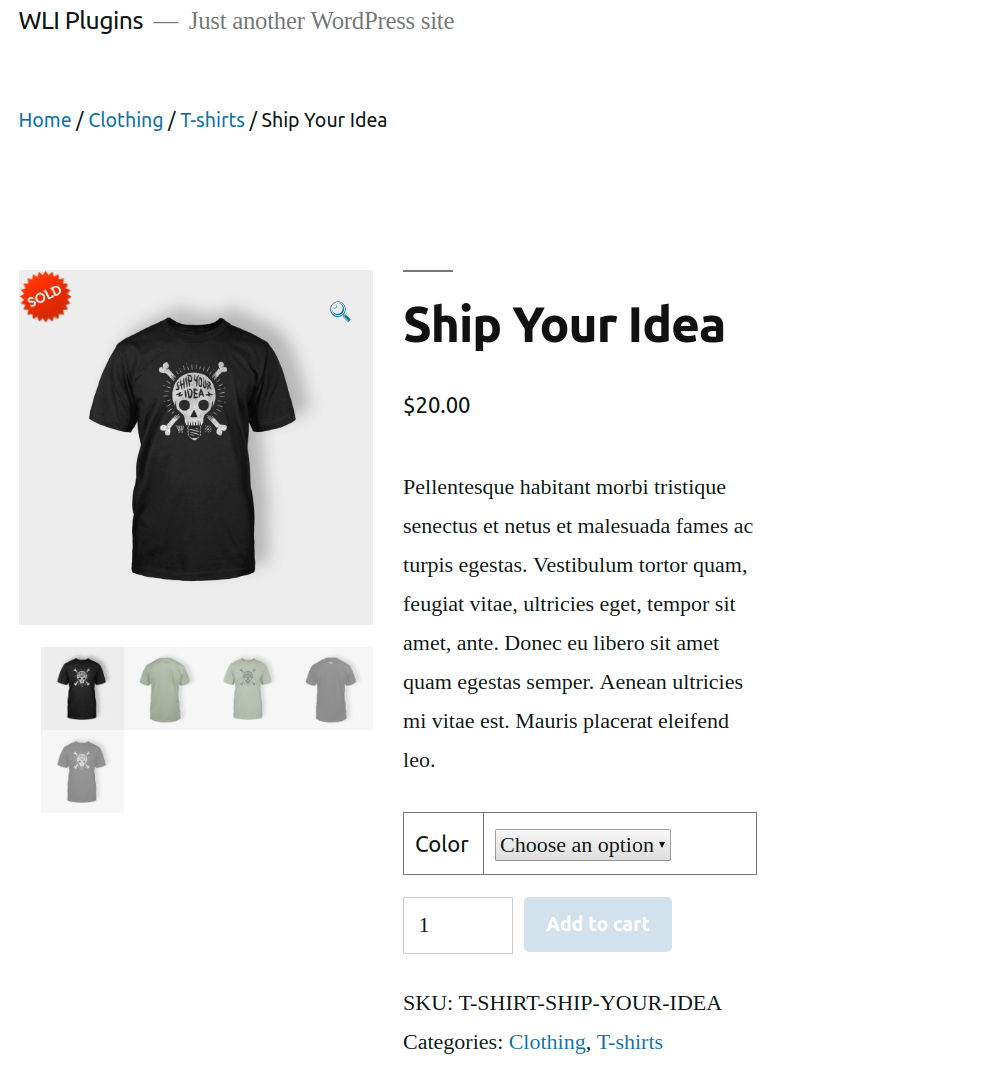 WLI Plugins — Just another WordPress site
Home / Clothing / T-shirts / Ship Your Idea
SOLD
SHIP YOUR
IDEA
Ship Your Idea
$20.00
Pellentesque habitant morbi tristique
senectus et netus et malesuada fames ac
turpis egestas. Vestibulum tortor quam,
feugiat vitae, ultricies eget, tempor sit
amet, ante. Donec eu libero sit amet
quam egestas semper. Aenean ultricies
mi vitae est. Mauris placerat eleifend
leo.
Color Choose an option
1 Add to cart
SKU: T-SHIRT-SHIP-YOUR-IDEA
Categories: Clothing, T-shirts